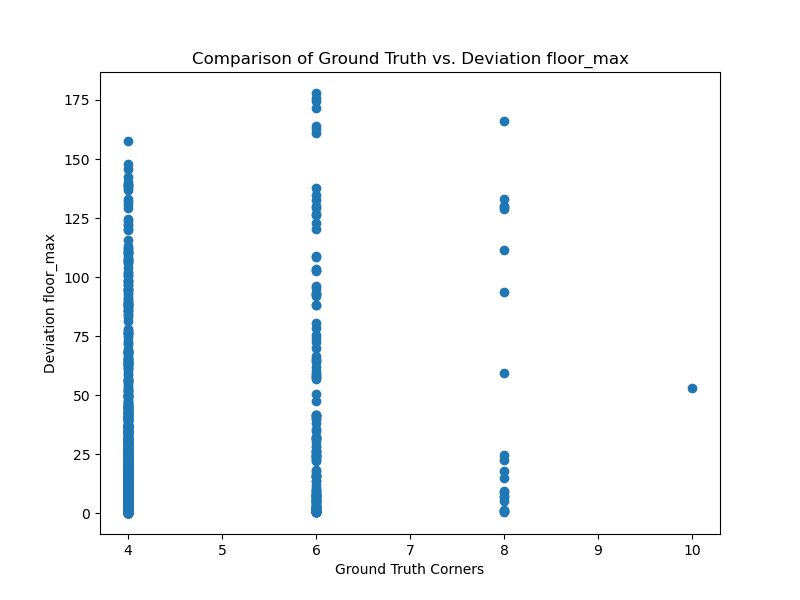 Comparison of Ground Truth vs. Deviation floor_max
175
150
125
100
75
50
25
0
Deviation floor_max
4 5 6 7 8 9 10
Ground Truth Corners